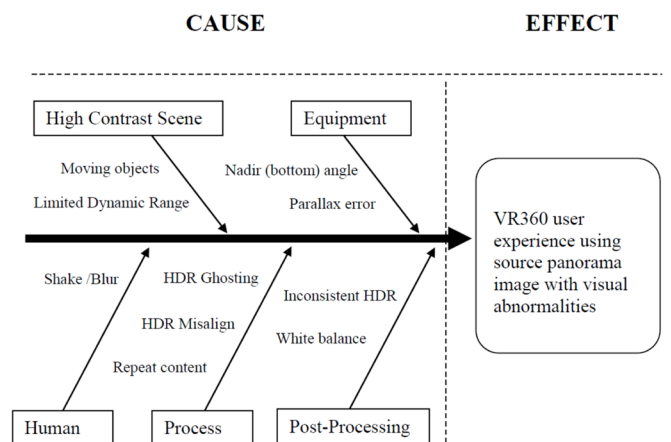 CAUSE
EFFECT
High Contrast Scene
Equipment
Moving objects
Nadir (bottom) angle
Limited Dynamic Range
Parallax error
VR360 user
experience using
source panorama
image with visual
abnormalities
Shake /Blur
HDR Ghosting
Inconsistent HDR
HDR Misalign
White balance
Repeat content
Human
Process
Post-Processing